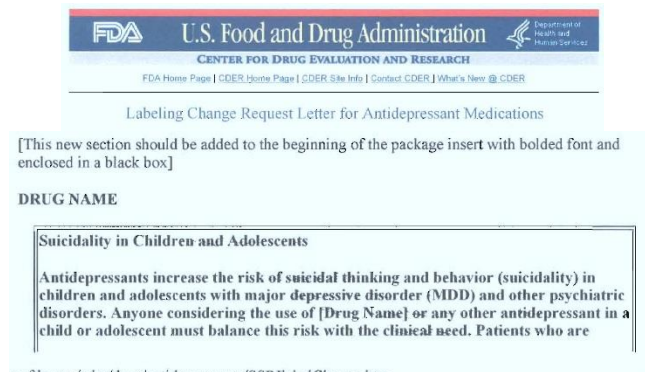 FDA U.S. Food and Drug Administration Department of
Health and
Human Services
CENTER FOR DRUG EVALUATION AND RESEARCH
FDA Home Page | CDER Home Page | CDER Site Info | Contact CDER | What's New @ CDER
Labeling Change Request Letter for Antidepressant Medications
[This new section should be added to the beginning of the package insert with bolded font and
enclosed in a black box]
DRUG NAME
Suicidality in Children and Adolescents
Antidepressants increase the risk of suicidal thinking and behavior (suicidality) in
children and adolescents with major depressive disorder (MDD) and other psychiatric
disorders. Anyone considering the use of [Drug Name] or any other antidepressant in a
child or adolescent must balance this risk with the clinical need. Patients who are